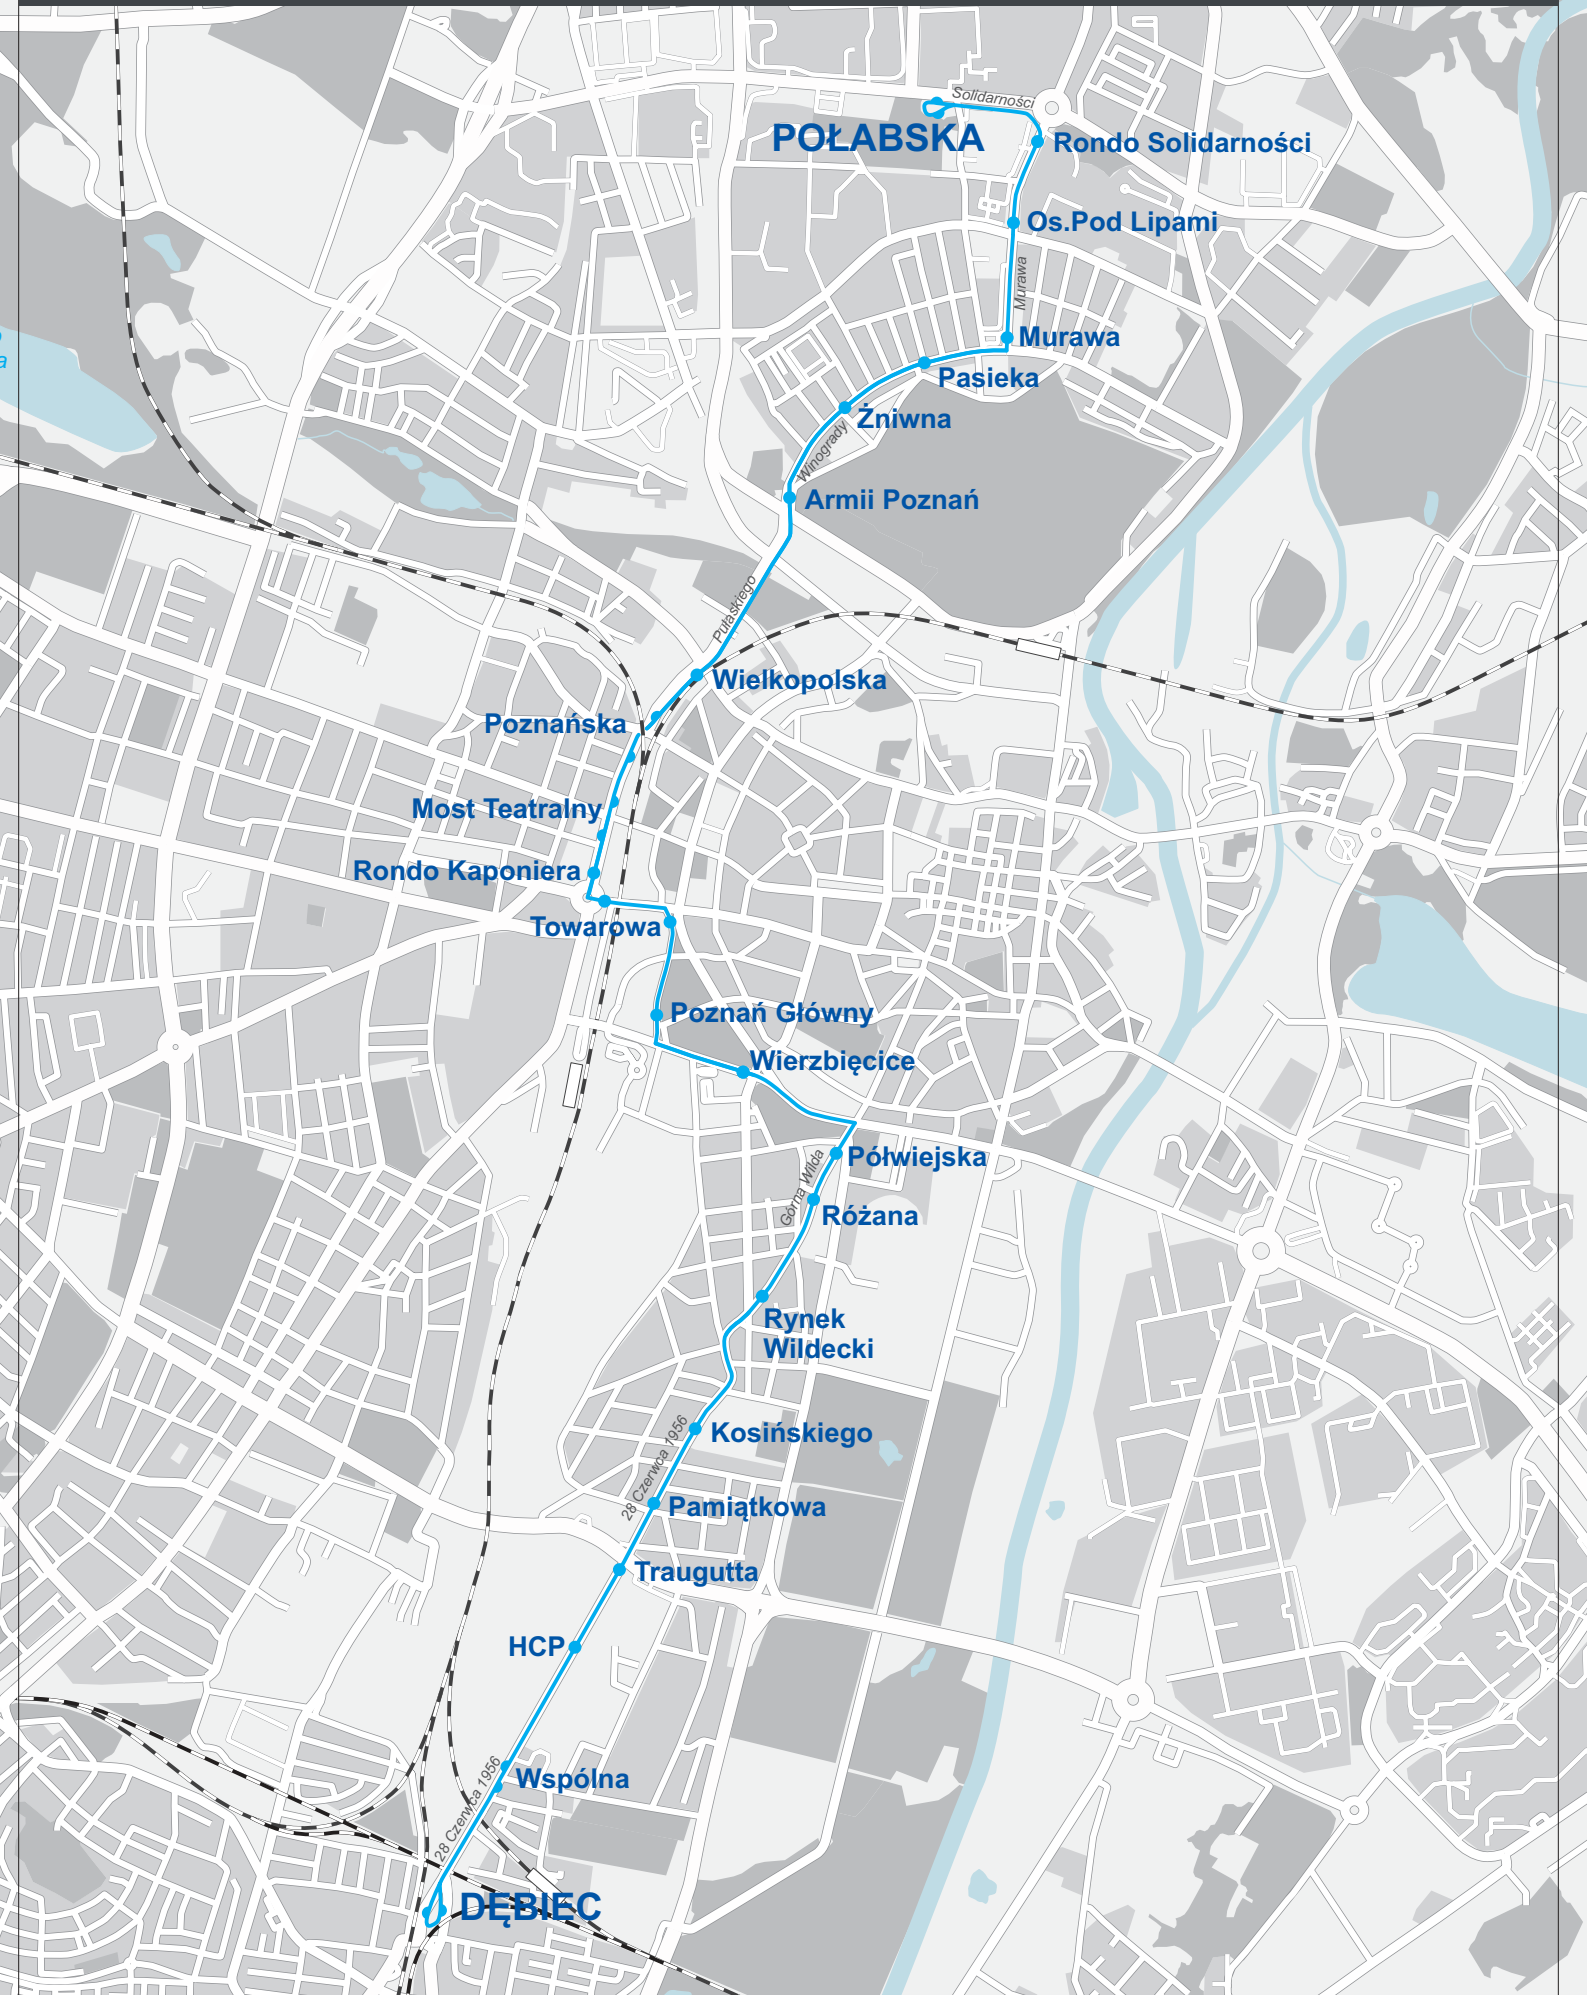 Solidarności
POŁABSKA
Rondo Solidarności
Os.Pod Lipami
Murawa
Murawa
a
Pasieka
Żniwna
Winogrady
Armii Poznań
Pułaskiego
Wielkopolska
Poznańska
Most Teatralny
Rondo Kaponiera
Towarowa
Poznań Główny
Wierzbięcice
Półwiejska
Górna Wilda
Różana
Rynek
Wildecki
Kosińskiego
28 Czerwca 1956
Pamiątkowa
Traugutta
HCP
Wspólna
28 Czerwca 1956
DĘBIEC